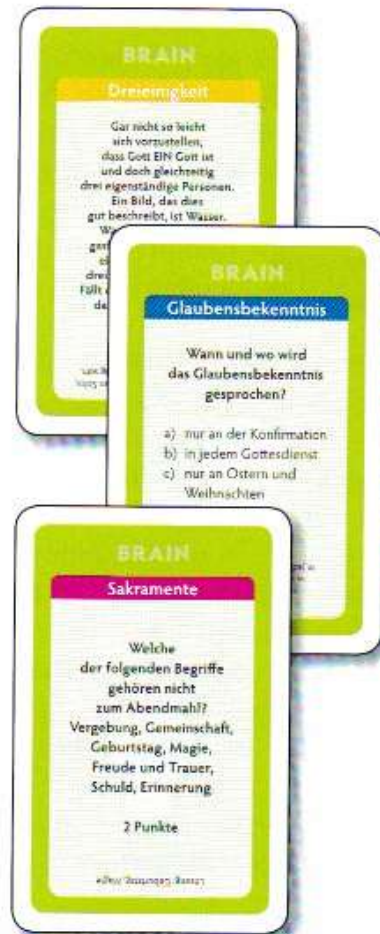 BRAIN
Dreieinigkeit
Gar nicht so leicht
sich vorzustellen,
dass Gott EIN Gott ist
und doch gleichzeitig
drei eigenständige Personen.
Ein Bild, das dies
gut beschreibt, ist Wasser.
BRAIN
Glaubensbekenntnis
Wann und wo wird
das Glaubensbekenntnis
gesprochen?
a) nur an der Konfirmation
b) in jedem Gottesdienst
c) nur an Ostern und
Weihnachten
BRAIN
Sakramente
Welche
der folgenden Begriffe
gehören nicht
zum Abendmahl?
Vergebung, Gemeinschaft,
Geburtstag, Magie,
Freude und Trauer,
Schuld, Erinnerung
2 Punkte
Lösung: Geburtstag, Magie